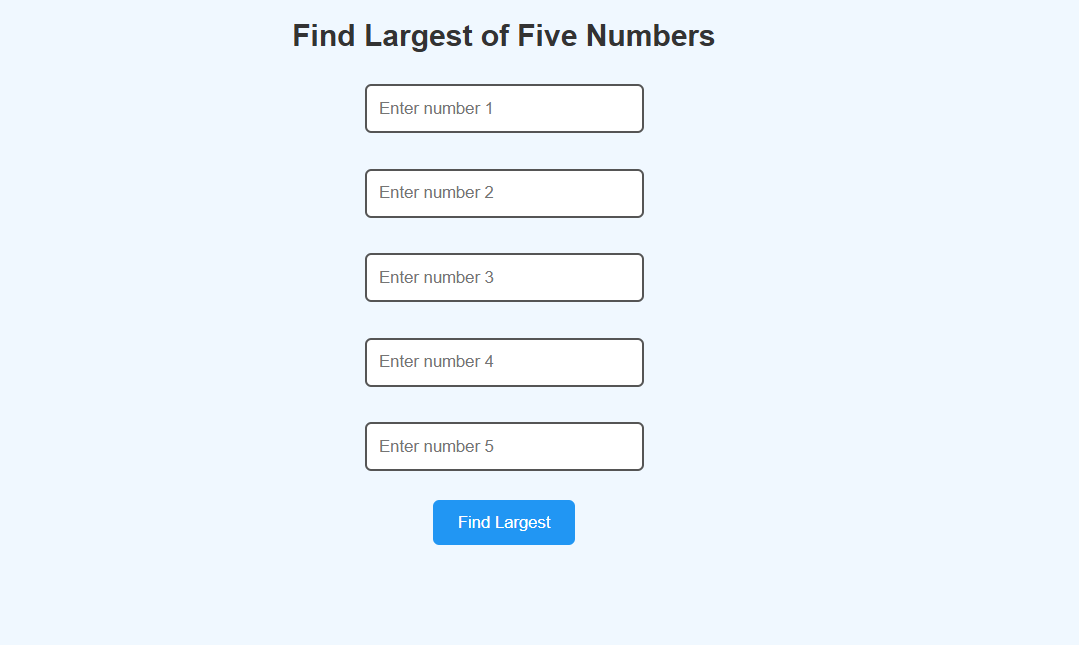 Find Largest of Five Numbers
Enter number 1
Enter number 2
Enter number 3
Enter number 4
Enter number 5
Find Largest